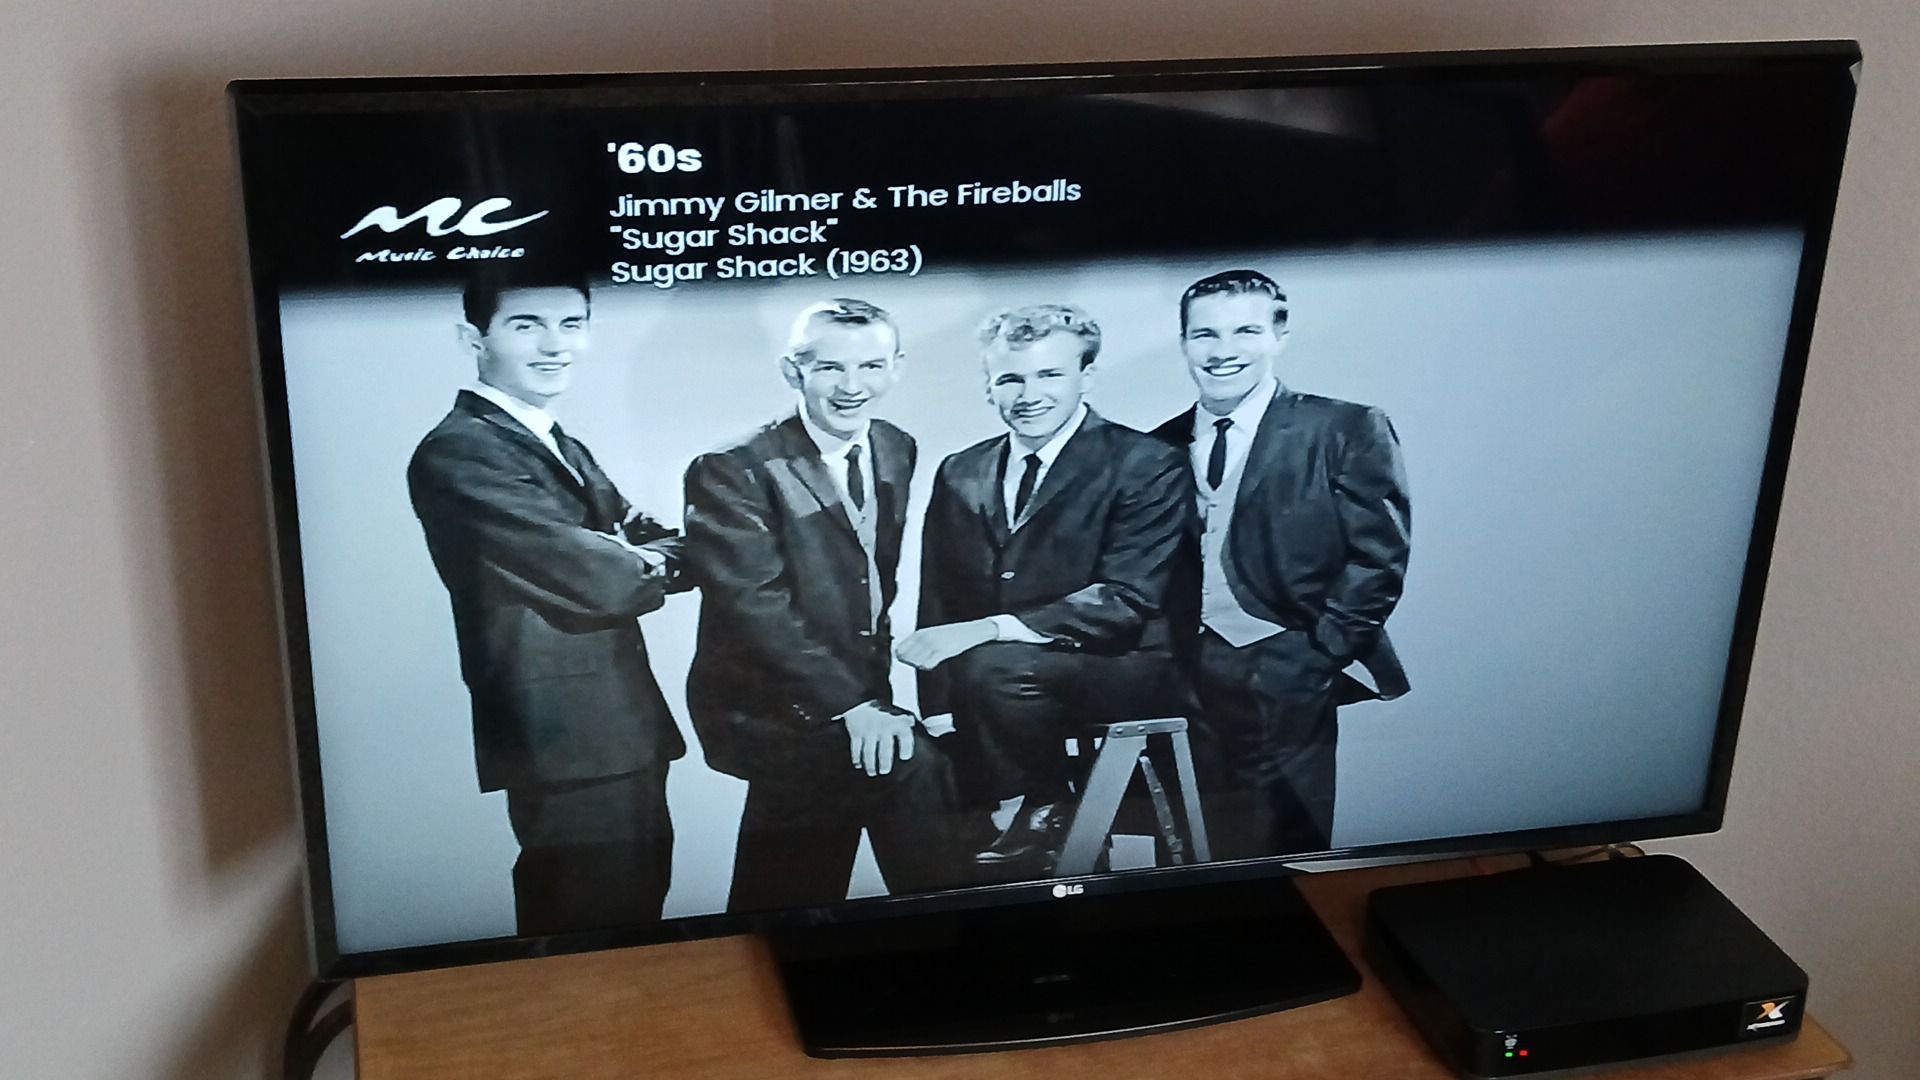 '60s
Jimmy Gilmer & The Fireballs
"Sugar Shack"
Sugar Shack (1963)
MC
Music Choice
LG
X